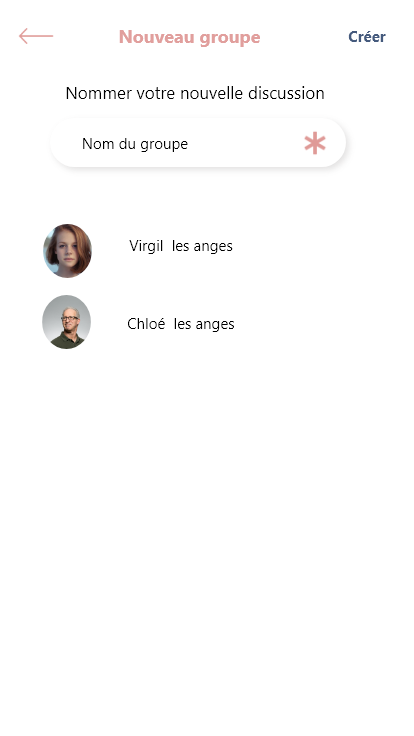 Nouveau groupe
Créer
Nommer votre nouvelle discussion
Nom du groupe
Virgil les anges
Chloé les anges